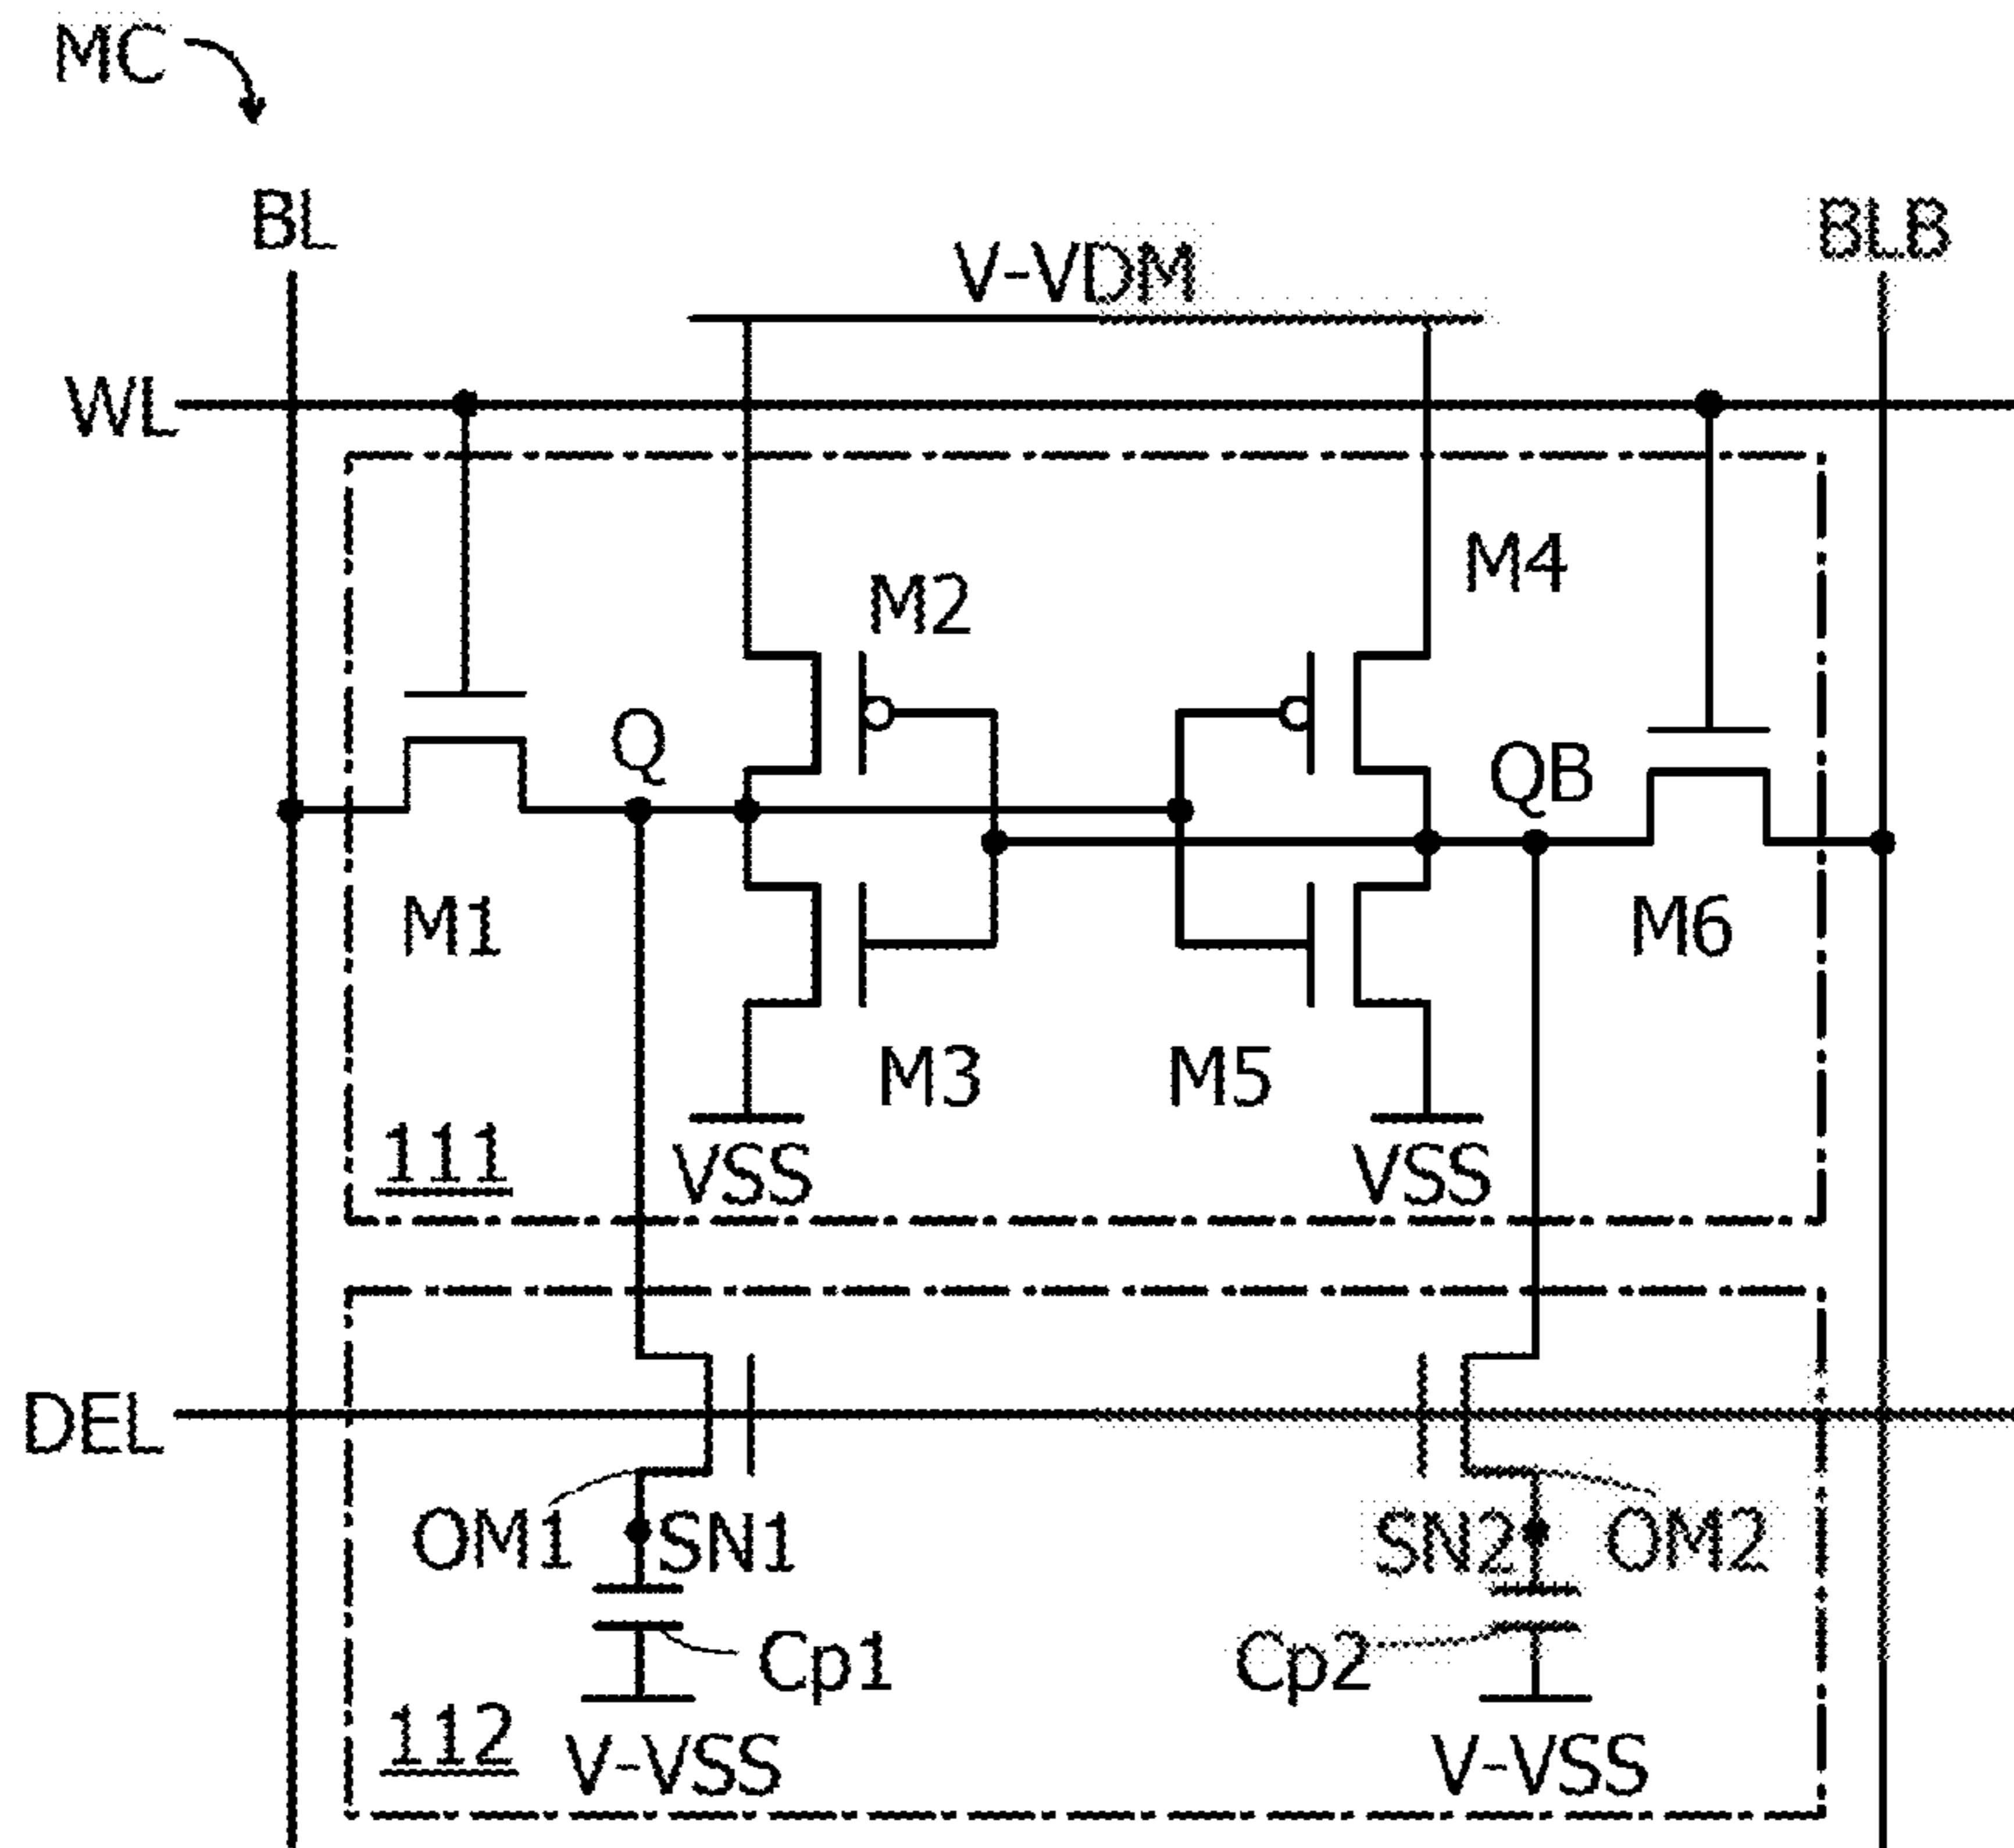 MC
BL
BLB
V-VDM
WL
M4
M2
Q
QB
M1
M6
M3
M5
111
VSS
VSS
DEL
OM1
SN1
SN2
OM2
Cp1
Cp2
112
V-VSS
V-VSS